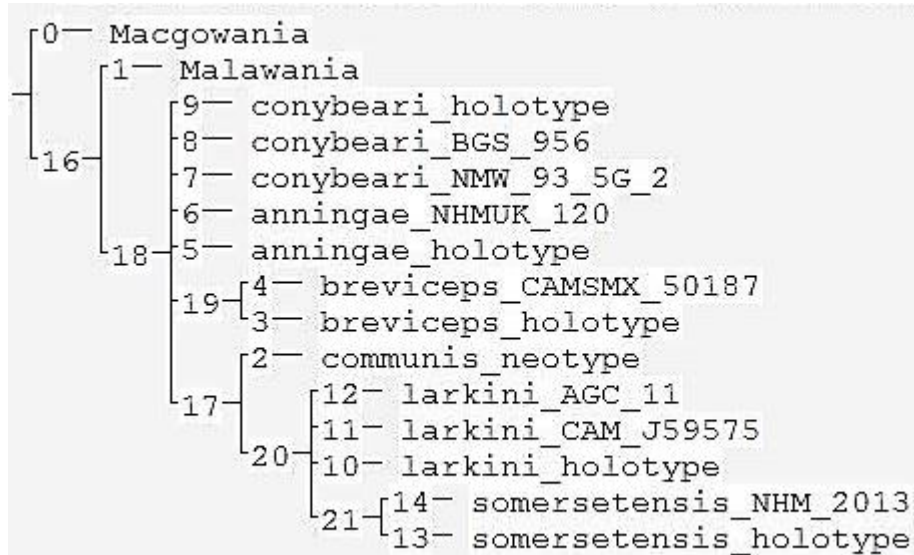 0 Macgowania
1 Malawania
9 conybeari_holotype
8 conybeari_BGS_956
7 conybeari_NMW_93_5G_2
16
6 anningae_NHMUK_120
5 anningae_holotype
18
4 breviceps_CAMSMX_50187
19
3 breviceps_holotype
2 communis_neotype
12 larkini_AGC_11
17
11 larkini_CAM_J59575
20
10 larkini_holotype
14 somersetensis_NHM_2013
21
13 somersetensis_holotype